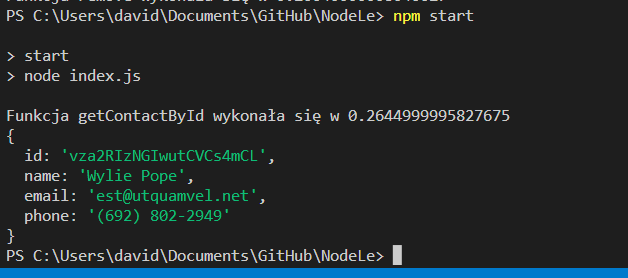 PS C:\Users\david\Documents\GitHub\NodeLe> npm start
> start
> node index.js
Funkcja getContactById wykonała się w 0.2644999995827675
{
  id: 'vza2RIzNGIwutCVCs4mCL',
  name: 'Wylie Pope',
  email: 'est@utquamvel.net',
  phone: '(692) 802-2949'
}
PS C:\Users\david\Documents\GitHub\NodeLe>